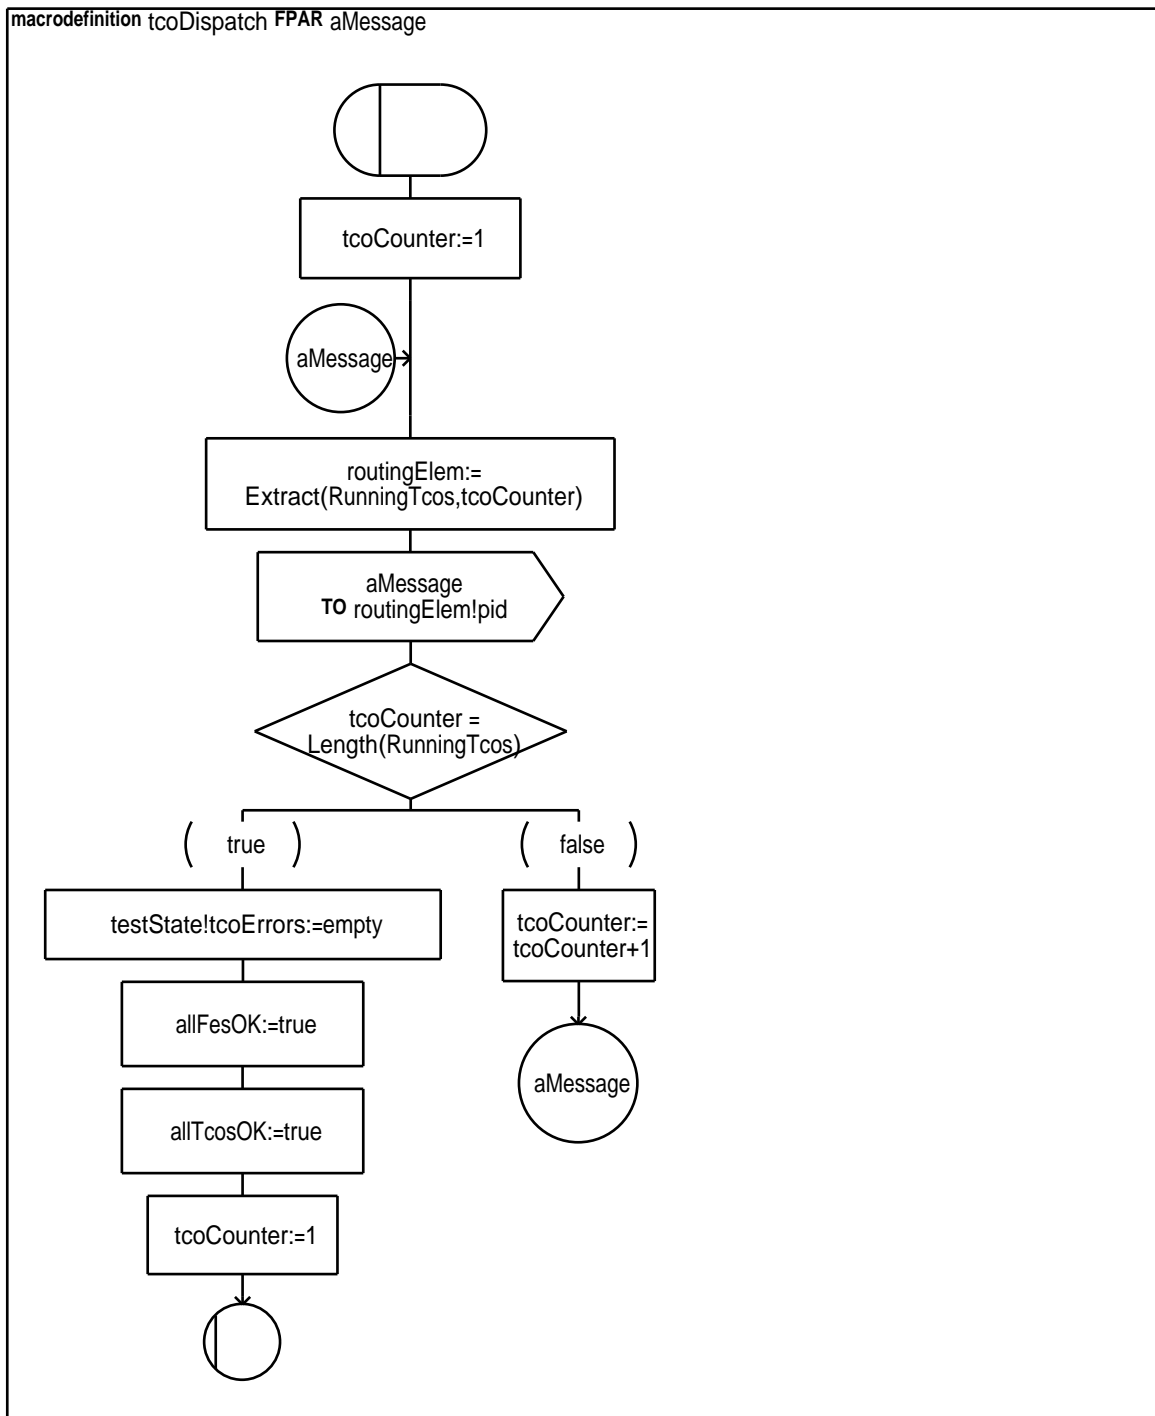 macrodefinition tcoDispatch FPAR aMessage
tcoCounter:=1
aMessage
routingElem:=
Extract(RunningTcos,tcoCounter)
aMessage
TO routingElem!pid
tcoCounter =
Length(RunningTcos)
( true )
( false )
testState!tcoErrors:=empty
tcoCounter:=
tcoCounter+1
allFesOK:=true
aMessage
allTcosOK:=true
tcoCounter:=1